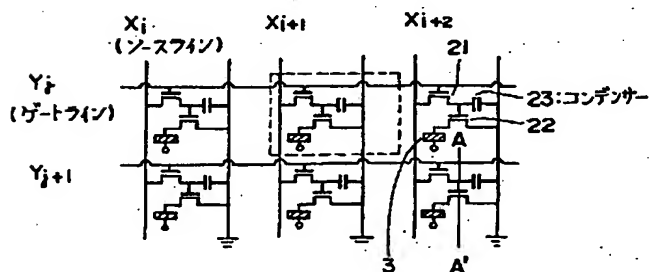 Xi Xi+1 Xi+2
(ソースライン)
21
Yj
23:コンデンサー
(ゲートライン)
22
A
Yj+1
3 A'